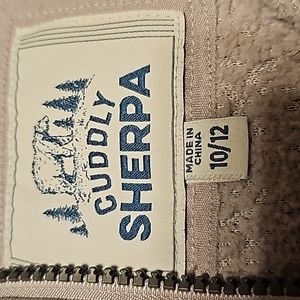 CUDDLY
SHERPA
MADE IN
CHINA
10/12